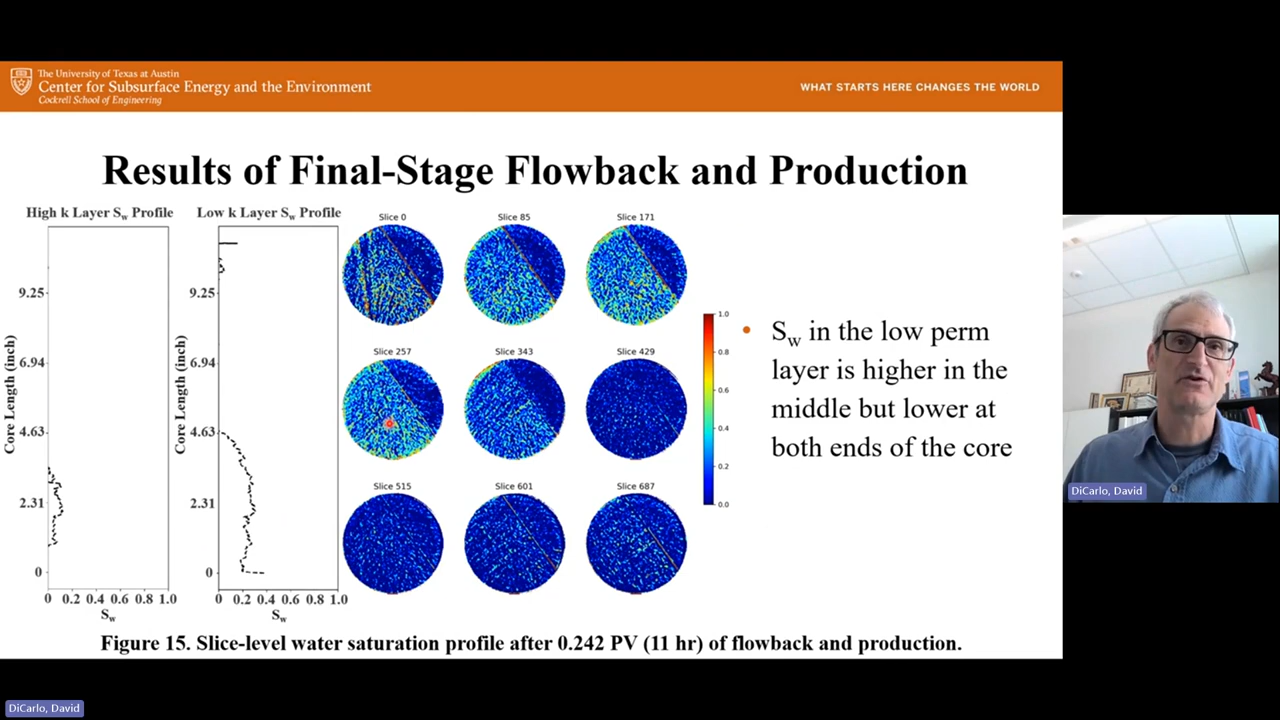 The University of Texas at Austin
Center for Subsurface Energy and the Environment
Cockrell School of Engineering
WHAT STARTS HERE CHANGES THE WORLD
Results of Final-Stage Flowback and Production
High k Layer Sw Profile
Low k Layer Sw Profile
Core Length (inch)
9.25
6.94
4.63
2.31
0
0 0.2 0.4 0.6 0.8 1.0
Sw
Core Length (inch)
9.25
6.94
4.63
2.31
0
0 0.2 0.4 0.6 0.8 1.0
Sw
Slice 0
Slice 85
Slice 171
Slice 257
Slice 343
Slice 429
Slice 515
Slice 601
Slice 687
1.0
0.8
0.6
0.4
0.2
0.0
• Sw in the low perm
layer is higher in the
middle but lower at
both ends of the core
Figure 15. Slice-level water saturation profile after 0.242 PV (11 hr) of flowback and production.
DiCarlo, David
DiCarlo, David